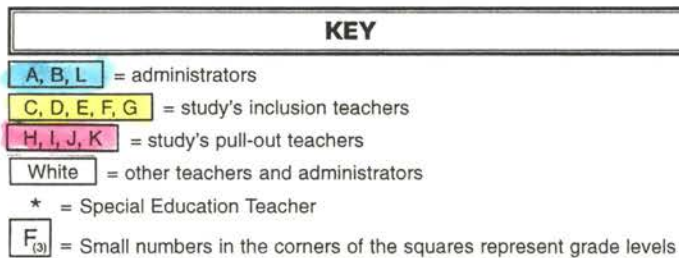 KEY
A, B, L = administrators
C, D, E, F, G = study's inclusion teachers
H, I, J, K = study's pull-out teachers
White = other teachers and administrators
* = Special Education Teacher
F(3) = Small numbers in the corners of the squares represent grade levels